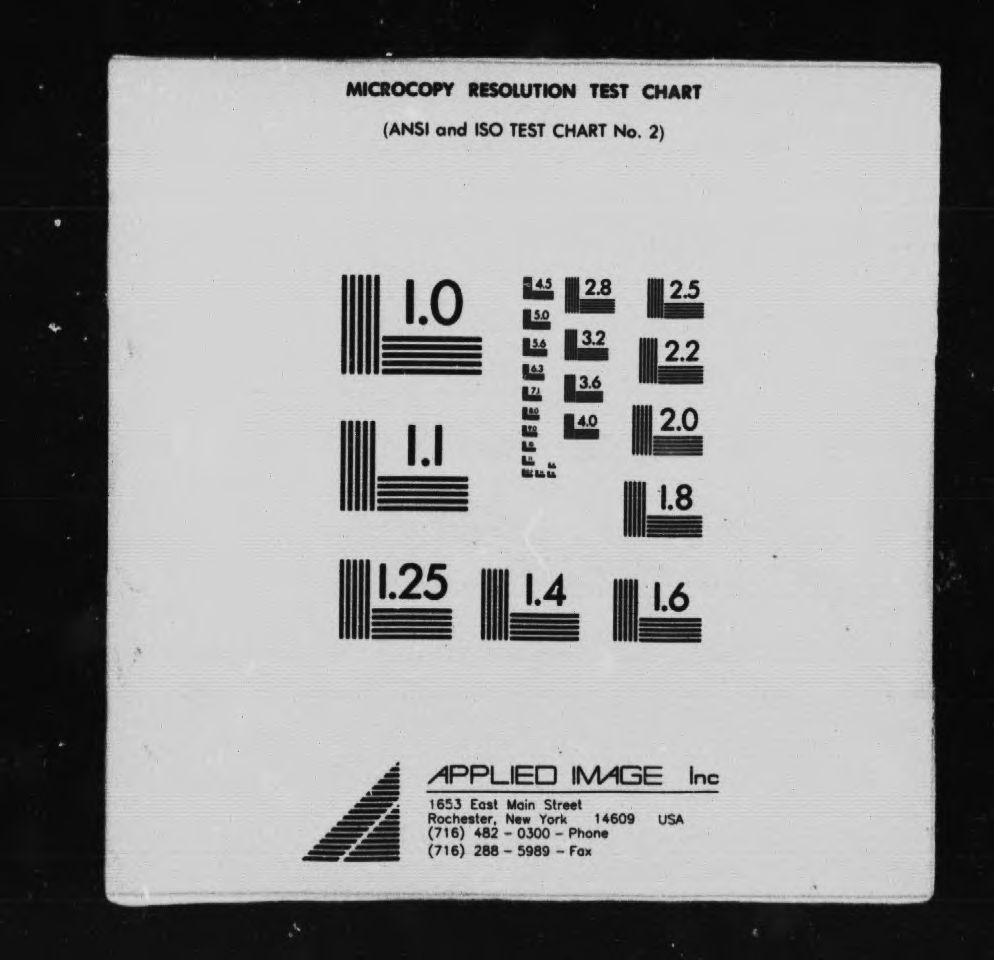 MICROCOPY RESOLUTION TEST CHART
(ANSI and ISO TEST CHART No. 2)
1.0
4.5
2.8
2.5
5.0
3.2
2.2
5.6
6.3
3.6
7.1
2.0
8.0
4.0
9.0
1.1
1.8
1.25
1.4
1.6
APPLIED IMAGE Inc
1653 East Main Street
Rochester, New York 14609 USA
(716) 482 - 0300 - Phone
(716) 288 - 5989 - Fax